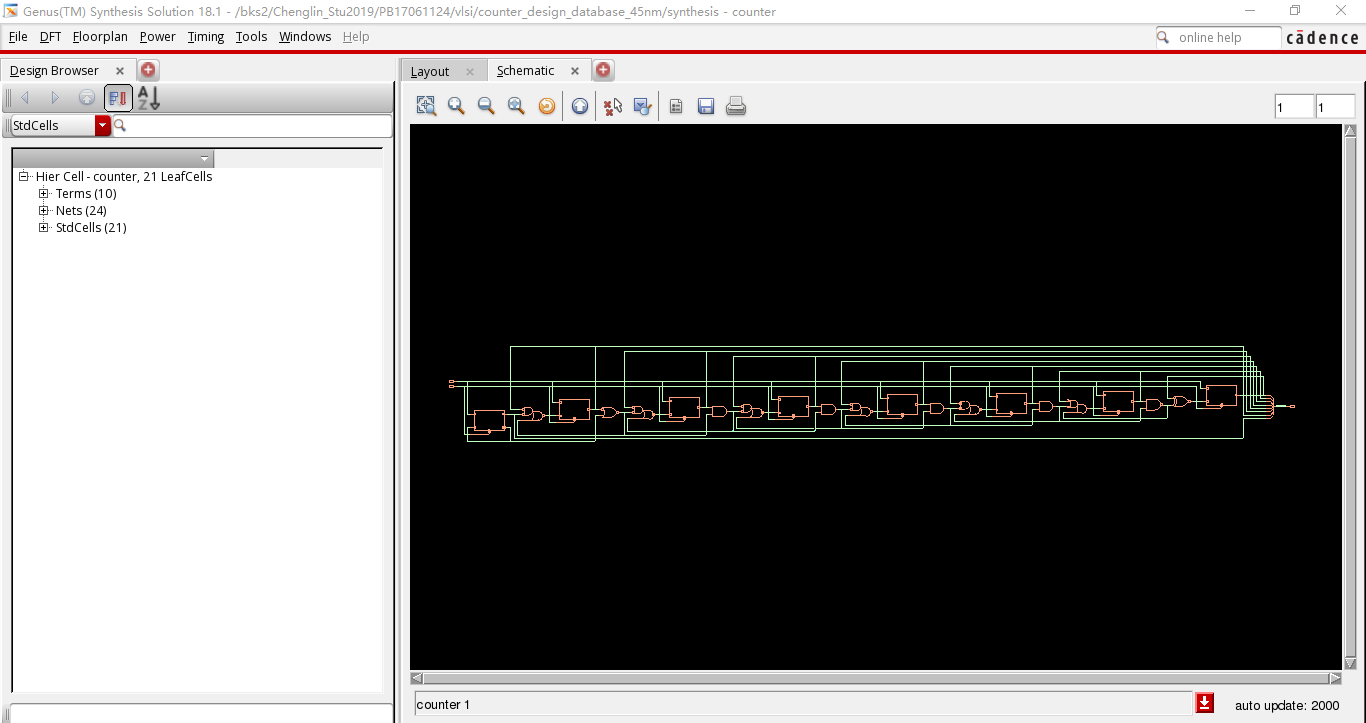 Genus(TM) Synthesis Solution 18.1 - /bks2/Chenglin_Stu2019/PB17061124/vlsi/counter_design_database_45nm/synthesis - counter
File DFT Floorplan Power Timing Tools Windows Help
online help
cādence
Design Browser
Layout
Schematic
A
Z
1
1
StdCells
Hier Cell - counter, 21 LeafCells
Terms (10)
Nets (24)
StdCells (21)
counter 1
auto update: 2000